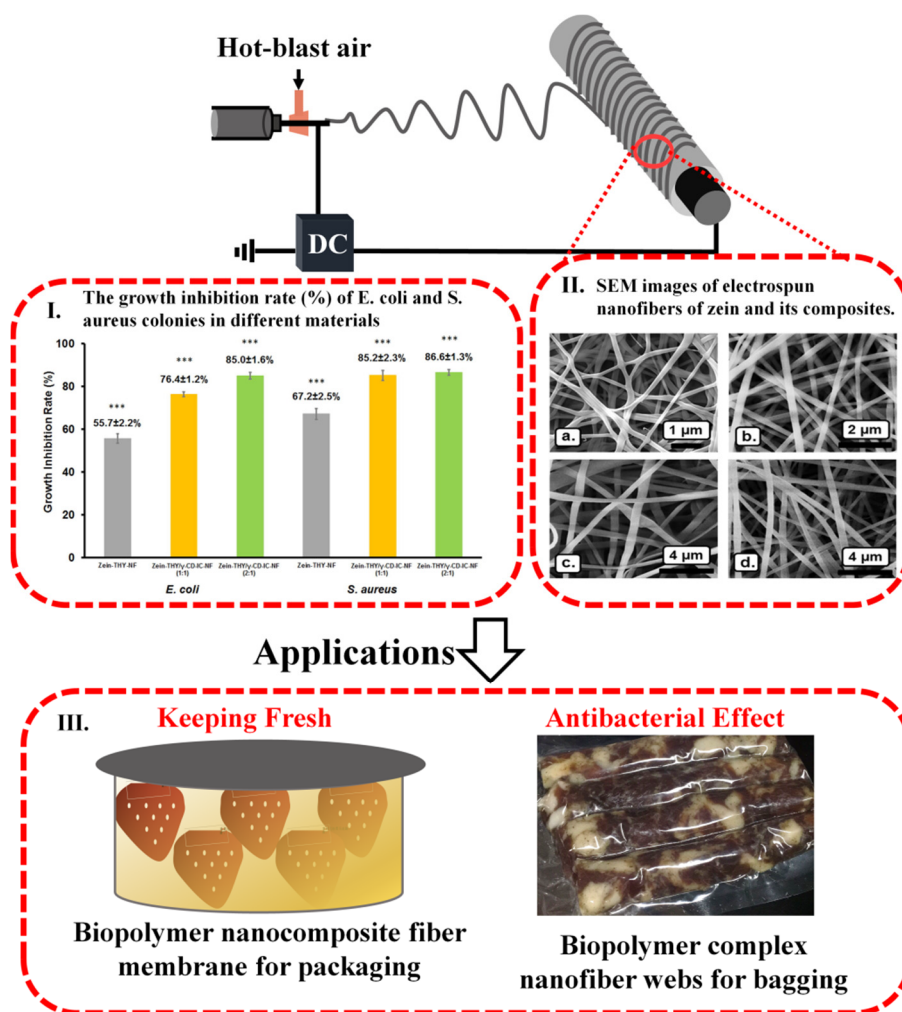 Hot-blast air
DC
I. The growth inhibition rate (%) of E. coli and S.
aureus colonies in different materials
Growth Inhibition Rate (%)
100
80
60
40
20
0
***
55.7±2.2%
***
76.4±1.2%
***
85.0±1.6%
***
67.2±2.5%
***
85.2±2.3%
***
86.6±1.3%
Zein-THY-NF
Zein-THY/γ-CD-IC-NF
(1:1)
Zein-THY/γ-CD-IC-NF
(2:1)
Zein-THY-NF
Zein-THY/γ-CD-IC-NF
(1:1)
Zein-THY/γ-CD-IC-NF
(2:1)
E. coli
S. aureus
II. SEM images of electrospun
nanofibers of zein and its composites.
a.
1 μm
b.
2 μm
c.
4 μm
d.
4 μm
Applications
III.
Keeping Fresh
Antibacterial Effect
Biopolymer nanocomposite fiber
membrane for packaging
Biopolymer complex
nanofiber webs for bagging